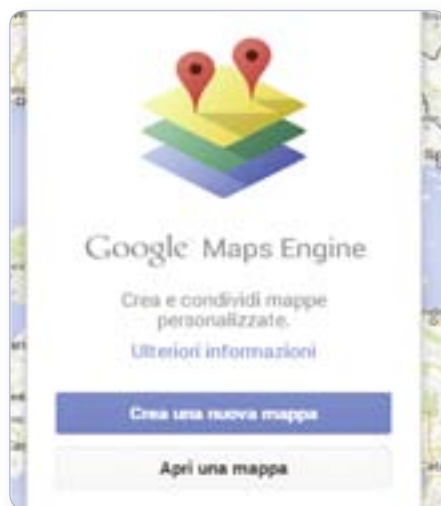 Google Maps Engine
Crea e condividi mappe
personalizzate.
Ulteriori informazioni
Crea una nuova mappa
Apri una mappa